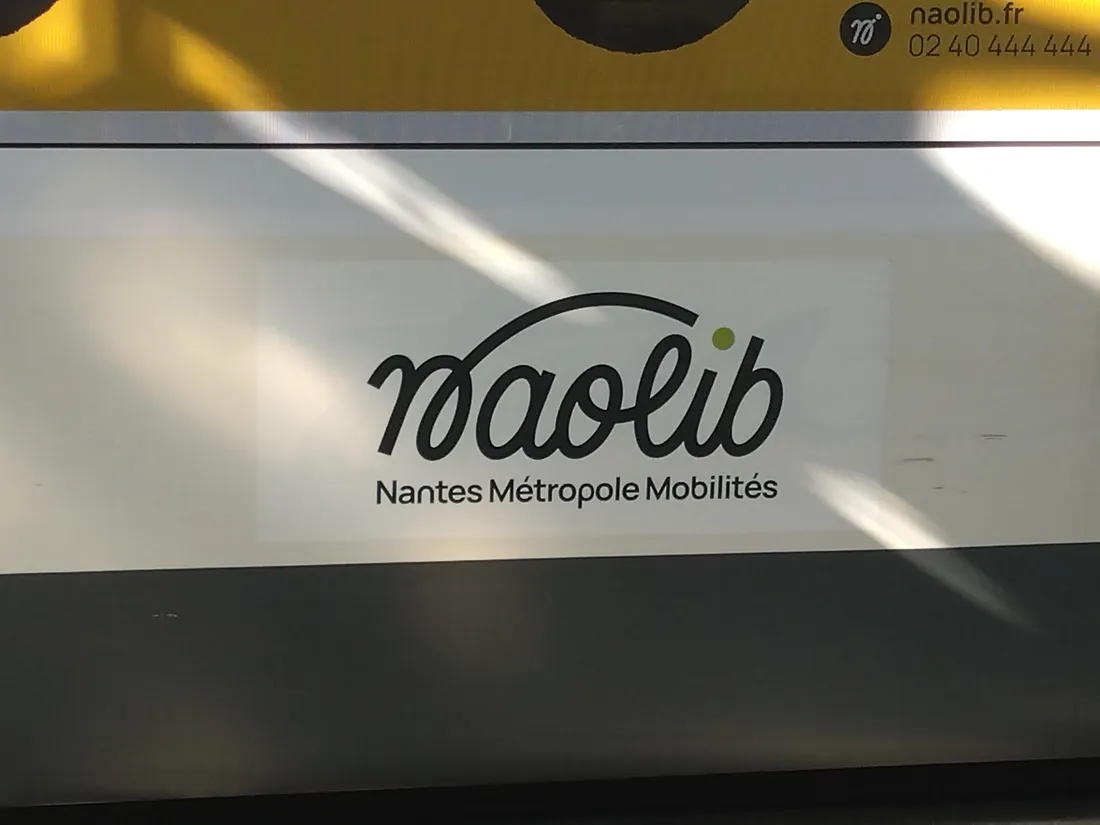 naolib.fr
02 40 444 444
naolib
Nantes Métropole Mobilités